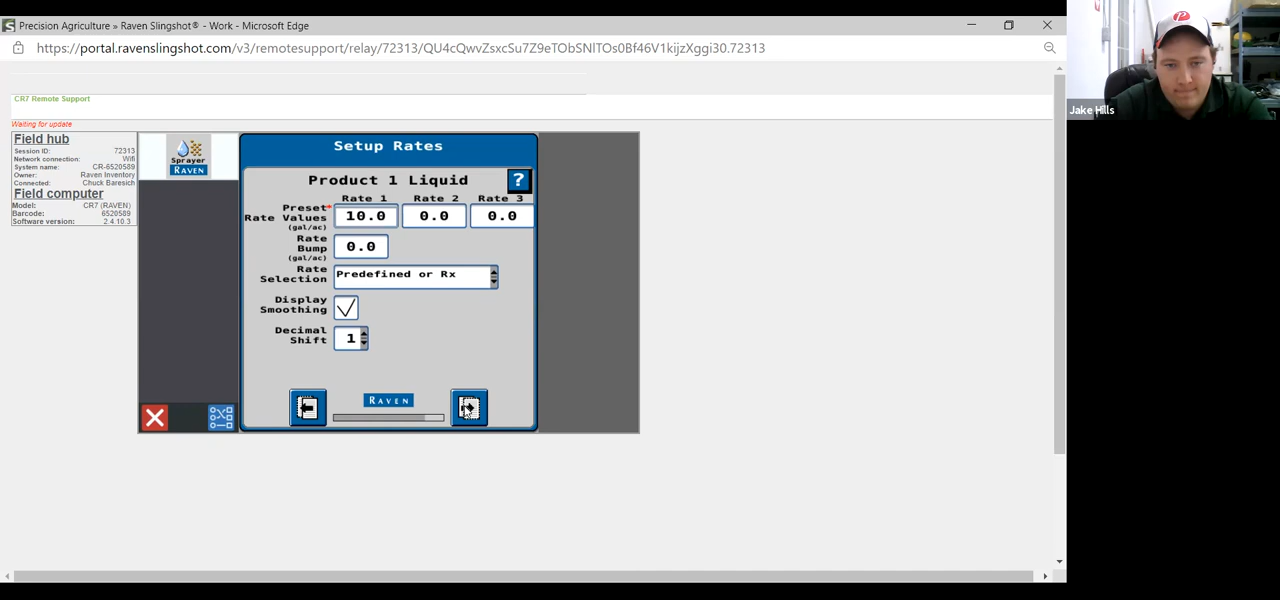 Precision Agriculture » Raven Slingshot® - Work - Microsoft Edge
https://portal.ravenslingshot.com/v3/remotesupport/relay/72313/QU4cQwvZsxcSu7Z9eTObSNlTOs0Bf46V1kijzXggi30.72313
CR7 Remote Support
Waiting for update
Field hub
Session ID: 72313
Network connection: Wifi
System name: CR-6520589
Owner: Raven Inventory
Connected: Chuck Baresich
Field computer
Model: CR7 (RAVEN)
Barcode: 6520589
Software version: 2.4.10.3
Sprayer
RAVEN
Setup Rates
Product 1 Liquid ?
Rate 1 Rate 2 Rate 3
Preset* Rate Values (gal/ac) 10.0 0.0 0.0
Rate Bump (gal/ac) 0.0
Rate Selection Predefined or Rx
Display Smoothing
Decimal Shift 1
RAVEN
Jake Hills